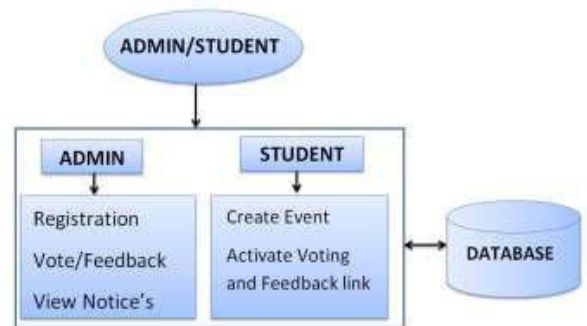 ADMIN/STUDENT
ADMIN
STUDENT
Registration
Vote/Feedback
View Notice's
Create Event
Activate Voting
and Feedback link
DATABASE